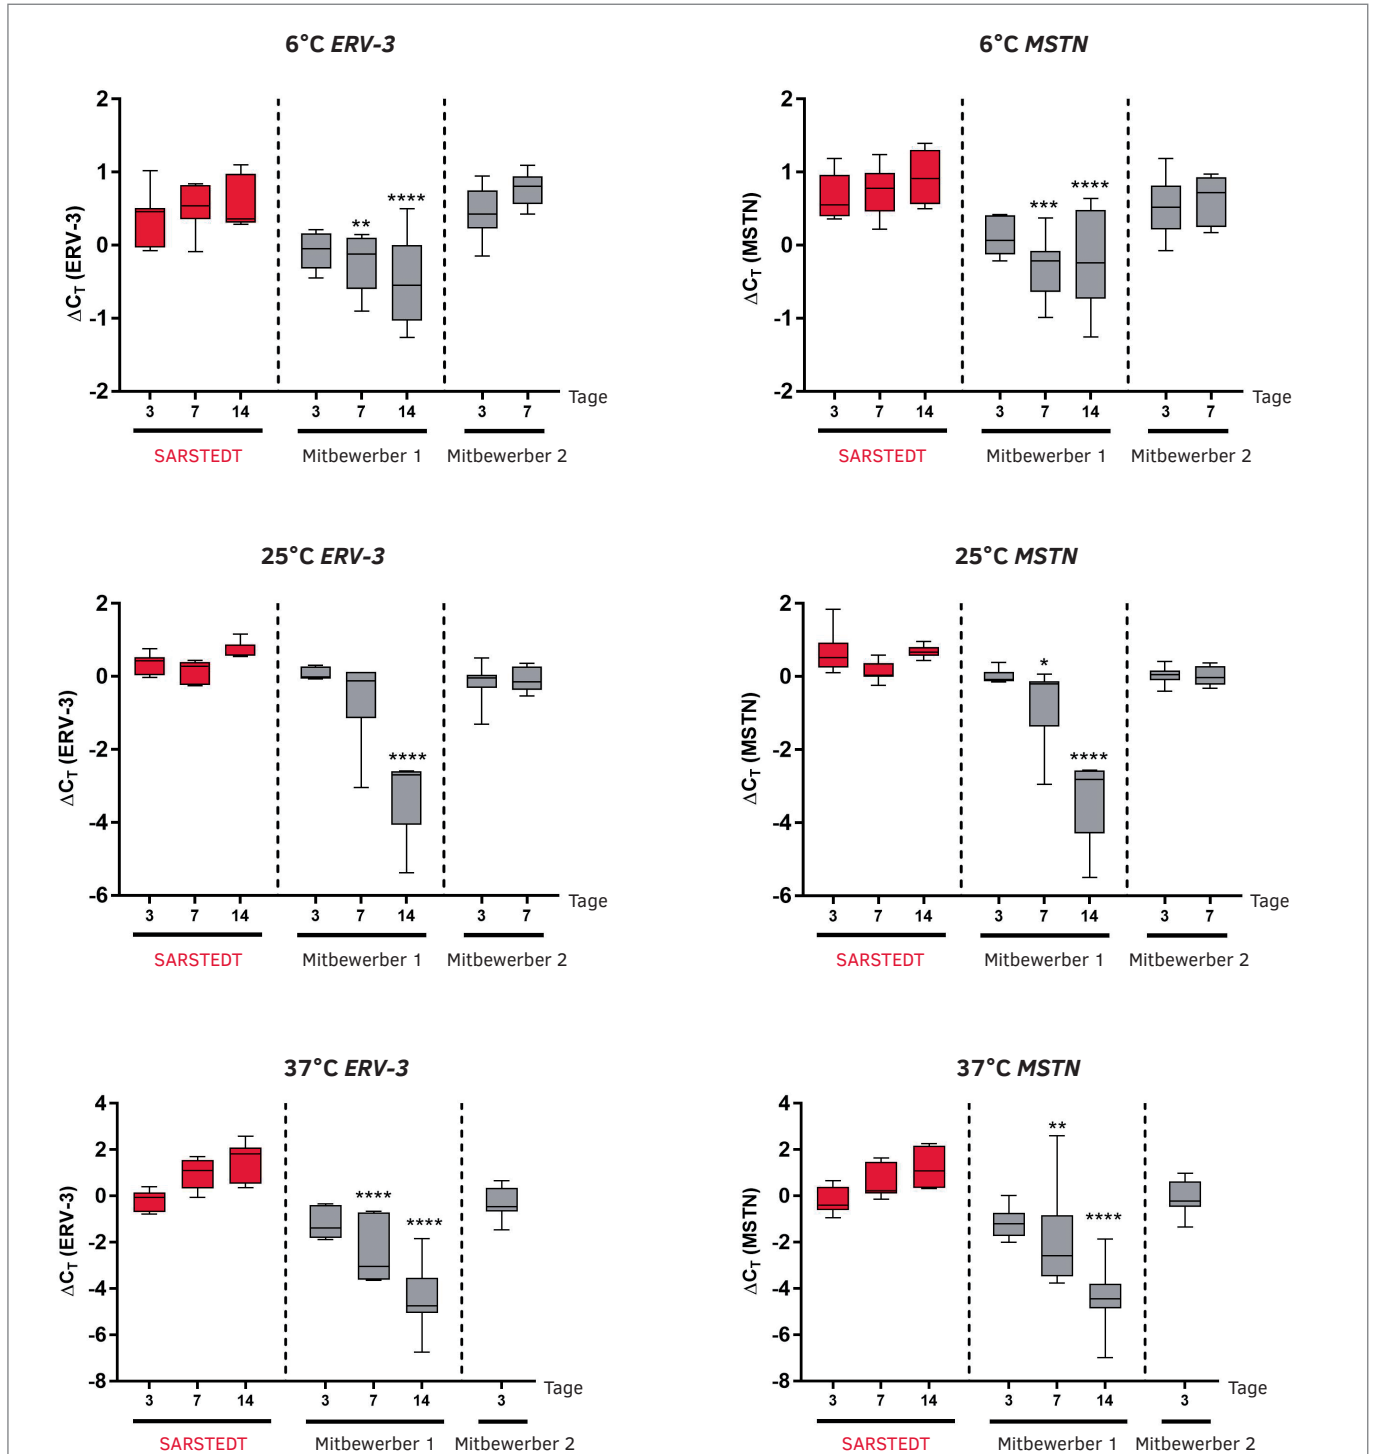 6°C ERV-3
2
1
0
-1
-2
ΔC_T (ERV-3)
** ****
3 7 14 3 7 14 3 7 Tage
SARSTEDT Mitbewerber 1 Mitbewerber 2
6°C MSTN
2
1
0
-1
-2
ΔC_T (MSTN)
*** ****
3 7 14 3 7 14 3 7 Tage
SARSTEDT Mitbewerber 1 Mitbewerber 2
25°C ERV-3
2
0
-2
-4
-6
ΔC_T (ERV-3)
****
3 7 14 3 7 14 3 7 Tage
SARSTEDT Mitbewerber 1 Mitbewerber 2
25°C MSTN
2
0
-2
-4
-6
ΔC_T (MSTN)
* ****
3 7 14 3 7 14 3 7 Tage
SARSTEDT Mitbewerber 1 Mitbewerber 2
37°C ERV-3
4
2
0
-2
-4
-6
-8
ΔC_T (ERV-3)
**** ****
3 7 14 3 7 14 3 Tage
SARSTEDT Mitbewerber 1 Mitbewerber 2
37°C MSTN
4
2
0
-2
-4
-6
-8
ΔC_T (MSTN)
** ****
3 7 14 3 7 14 3 Tage
SARSTEDT Mitbewerber 1 Mitbewerber 2